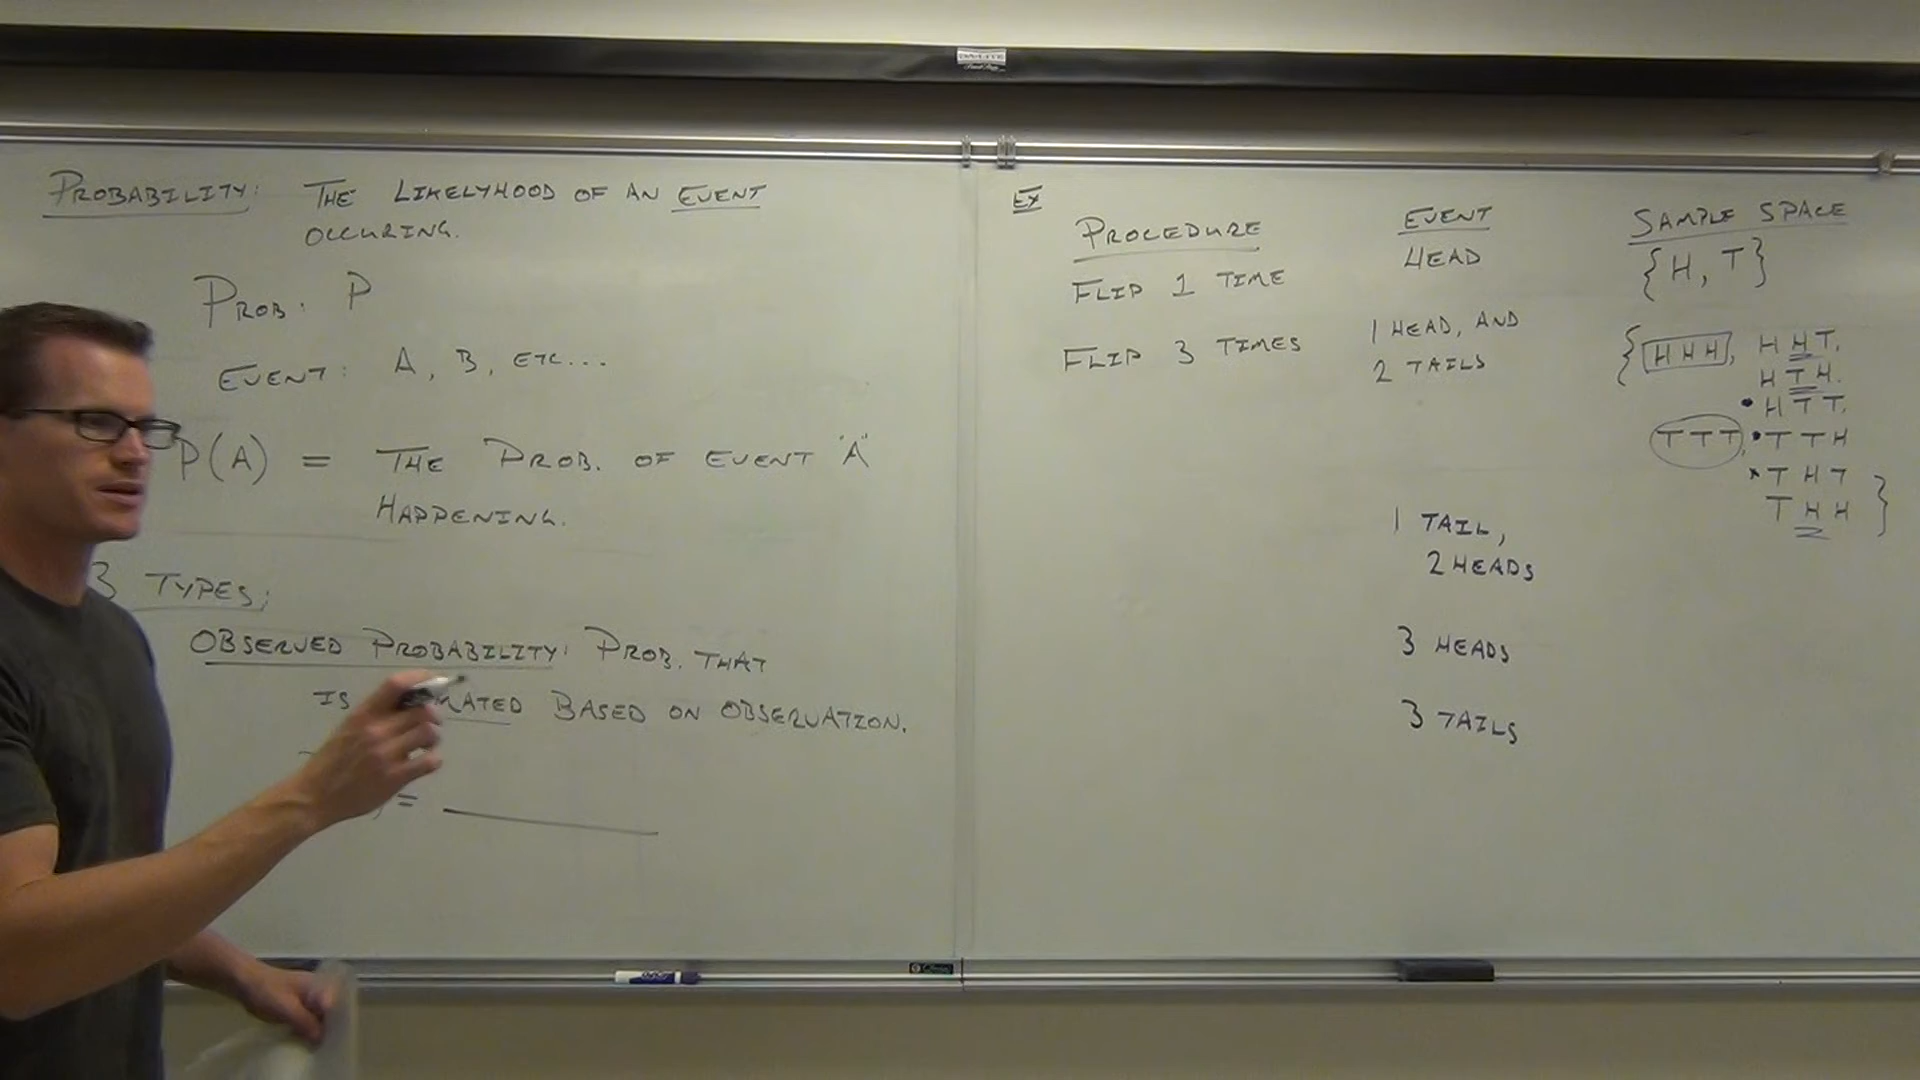 PROBABILITY: THE LIKELYHOOD OF AN EVENT
OCCURING.
PROB: P
EVENT: A, B, ETC...
P(A) = THE PROB. OF EVENT "A"
HAPPENING.
3 TYPES:
OBSERVED PROBABILITY: PROB. THAT
IS BASED ON OBSERVATION.
=
EX
PROCEDURE EVENT SAMPLE SPACE
FLIP 1 TIME HEAD {H, T}
FLIP 3 TIMES 1 HEAD, AND
2 TAILS
{HHH, HHT,
HTH.
• HTT.
TTT, • TTH
• THT
THH }
1 TAIL,
2 HEADS
3 HEADS
3 TAILS